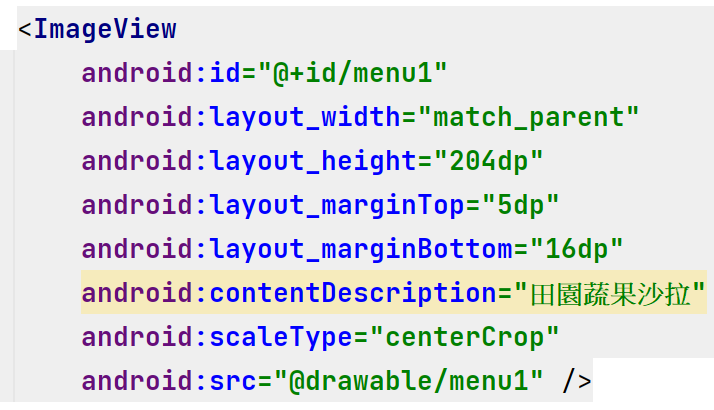 <ImageView
android:id="@+id/menu1"
android:layout_width="match_parent"
android:layout_height="204dp"
android:layout_marginTop="5dp"
android:layout_marginBottom="16dp"
android:contentDescription="田園蔬果沙拉"
android:scaleType="centerCrop"
android:src="@drawable/menu1" />